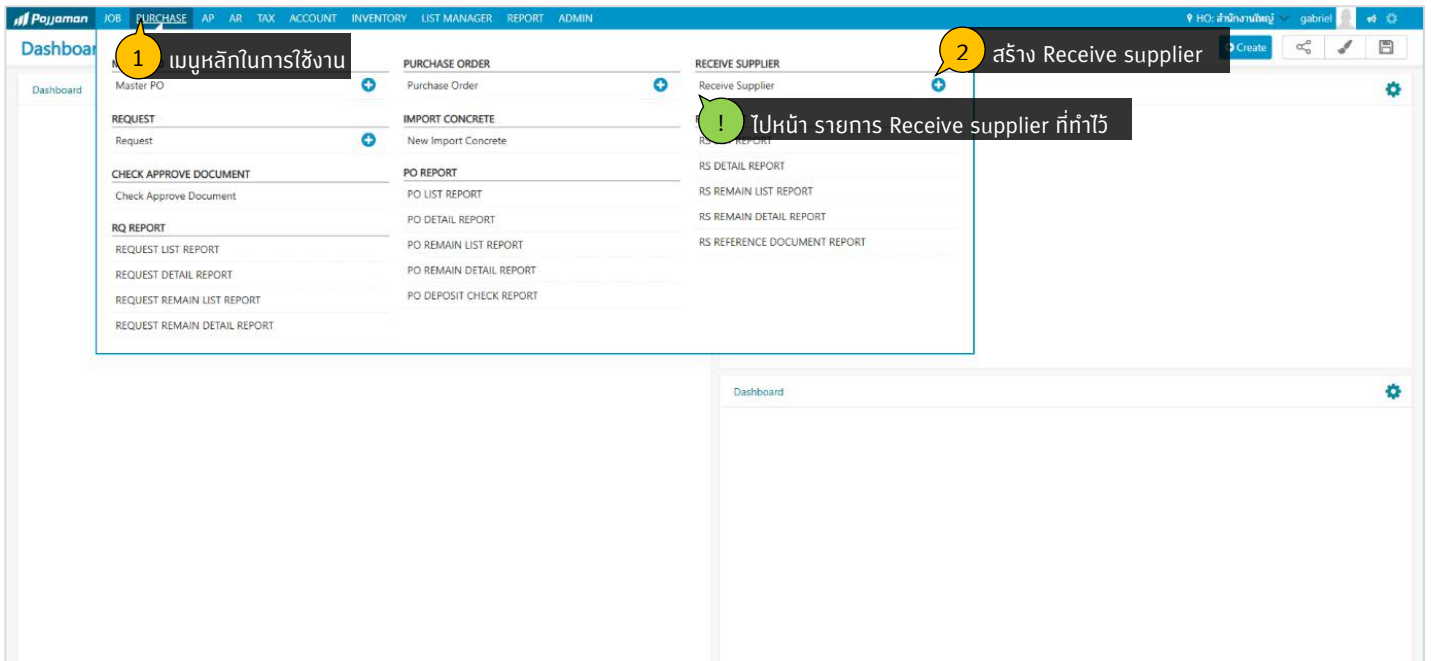 Pojjaman JOB PURCHASE AP AR TAX ACCOUNT INVENTORY LIST MANAGER REPORT ADMIN HO: สำนักงานใหญ่ gabriel
Dashboar
1 เมนูหลักในการใช้งาน
2 สร้าง Receive supplier
Create
Dashboard
Master PO
REQUEST
Request
CHECK APPROVE DOCUMENT
Check Approve Document
RQ REPORT
REQUEST LIST REPORT
REQUEST DETAIL REPORT
REQUEST REMAIN LIST REPORT
REQUEST REMAIN DETAIL REPORT
PURCHASE ORDER
Purchase Order
IMPORT CONCRETE
New Import Concrete
PO REPORT
PO LIST REPORT
PO DETAIL REPORT
PO REMAIN LIST REPORT
PO REMAIN DETAIL REPORT
PO DEPOSIT CHECK REPORT
RECEIVE SUPPLIER
Receive Supplier
! ไปหน้า รายการ Receive supplier ที่ทำไว้
RS DETAIL REPORT
RS REMAIN LIST REPORT
RS REMAIN DETAIL REPORT
RS REFERENCE DOCUMENT REPORT
Dashboard